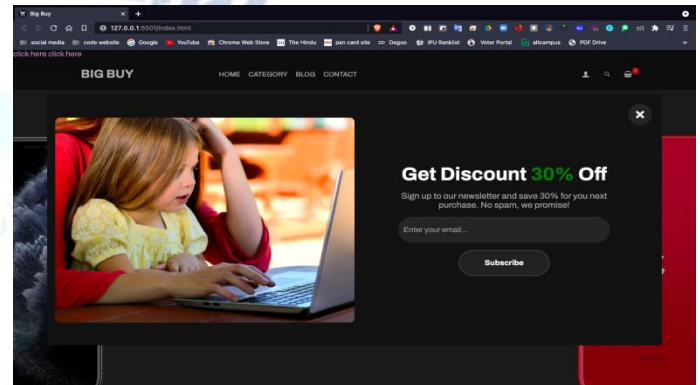 Big Buy
127.0.0.1:5501/index.html
social media code website Google YouTube Chrome Web Store The Hindu pan card site Degoo IPU Ranklist Voter Portal altcampus PDF Drive
click here click here
BIG BUY HOME CATEGORY BLOG CONTACT
0
Get Discount 30% Off
Sign up to our newsletter and save 30% for you next
purchase. No spam, we promise!
Enter your email...
Subscribe